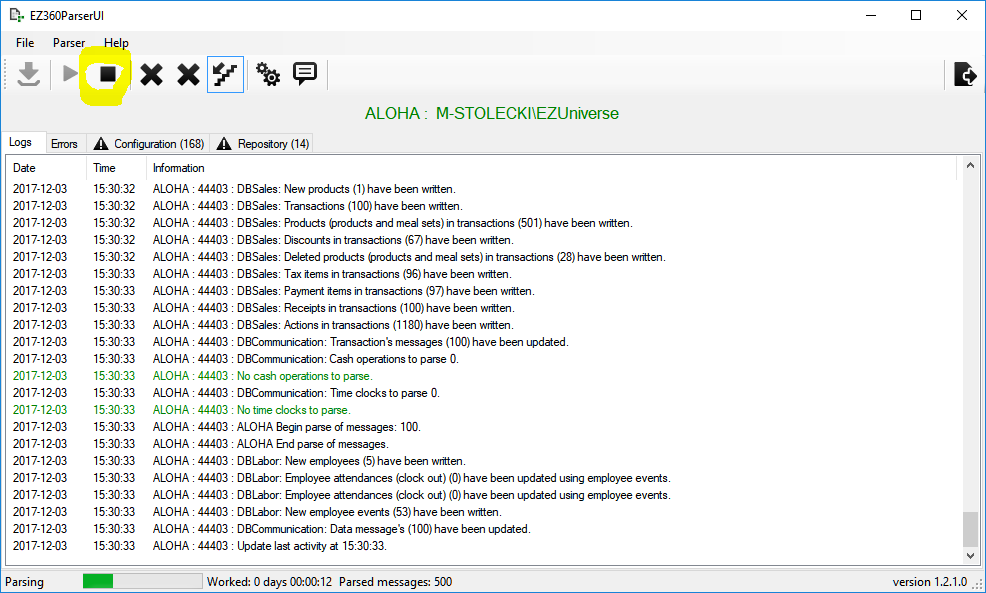 EZ360ParserUI
File Parser Help
ALOHA : M-STOLECKI\EZUniverse
Logs Errors Configuration (168) Repository (14)
Date Time Information
2017-12-03 15:30:32 ALOHA : 44403 : DBSales: New products (1) have been written.
2017-12-03 15:30:32 ALOHA : 44403 : DBSales: Transactions (100) have been written.
2017-12-03 15:30:32 ALOHA : 44403 : DBSales: Products (products and meal sets) in transactions (501) have been written.
2017-12-03 15:30:32 ALOHA : 44403 : DBSales: Discounts in transactions (67) have been written.
2017-12-03 15:30:32 ALOHA : 44403 : DBSales: Deleted products (products and meal sets) in transactions (28) have been written.
2017-12-03 15:30:33 ALOHA : 44403 : DBSales: Tax items in transactions (96) have been written.
2017-12-03 15:30:33 ALOHA : 44403 : DBSales: Payment items in transactions (97) have been written.
2017-12-03 15:30:33 ALOHA : 44403 : DBSales: Receipts in transactions (100) have been written.
2017-12-03 15:30:33 ALOHA : 44403 : DBSales: Actions in transactions (1180) have been written.
2017-12-03 15:30:33 ALOHA : 44403 : DBCommunication: Transaction's messages (100) have been updated.
2017-12-03 15:30:33 ALOHA : 44403 : DBCommunication: Cash operations to parse 0.
2017-12-03 15:30:33 ALOHA : 44403 : No cash operations to parse.
2017-12-03 15:30:33 ALOHA : 44403 : DBCommunication: Time clocks to parse 0.
2017-12-03 15:30:33 ALOHA : 44403 : No time clocks to parse.
2017-12-03 15:30:33 ALOHA : 44403 : ALOHA Begin parse of messages: 100.
2017-12-03 15:30:33 ALOHA : 44403 : ALOHA End parse of messages.
2017-12-03 15:30:33 ALOHA : 44403 : DBLabor: New employees (5) have been written.
2017-12-03 15:30:33 ALOHA : 44403 : DBLabor: Employee attendances (clock out) (0) have been updated using employee events.
2017-12-03 15:30:33 ALOHA : 44403 : DBLabor: Employee attendances (clock out) (0) have been updated using employee events.
2017-12-03 15:30:33 ALOHA : 44403 : DBLabor: New employee events (53) have been written.
2017-12-03 15:30:33 ALOHA : 44403 : DBCommunication: Data message's (100) have been updated.
2017-12-03 15:30:33 ALOHA : 44403 : Update last activity at 15:30:33.
Parsing Worked: 0 days 00:00:12 Parsed messages: 500 version 1.2.1.0